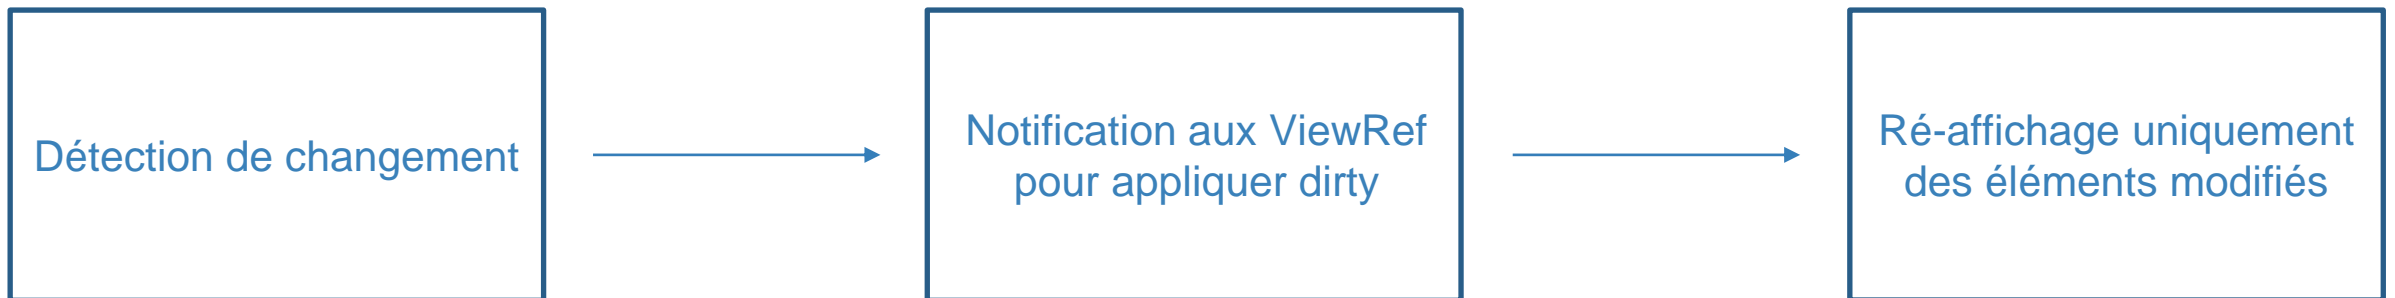 Détection de changement
Notification aux ViewRef
pour appliquer dirty
Ré-affichage uniquement
des éléments modifiés